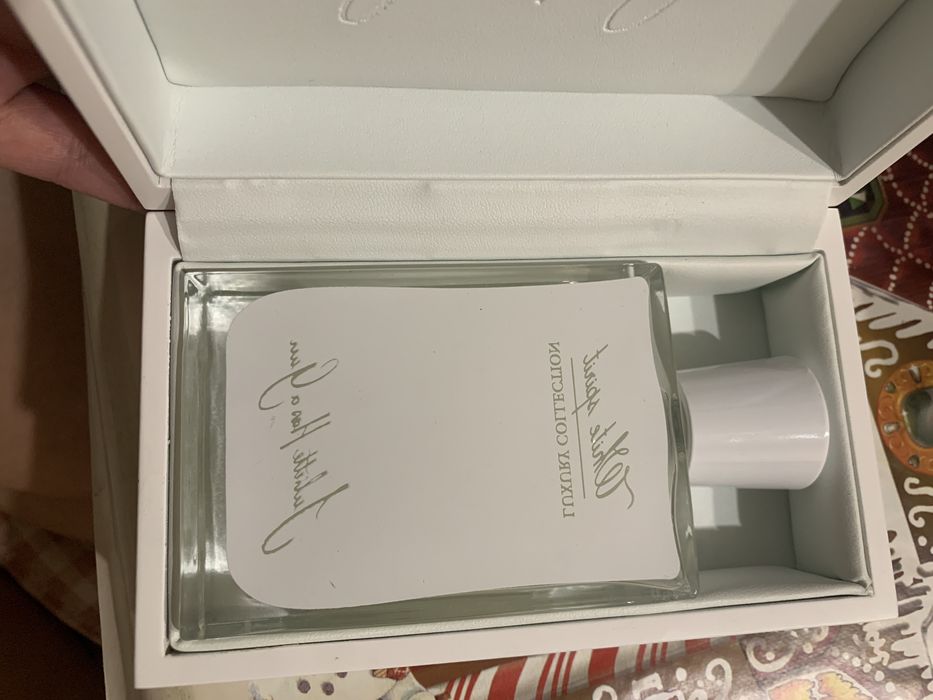 White spirit
LUXURY COLLECTION
Juliette Has a Gun